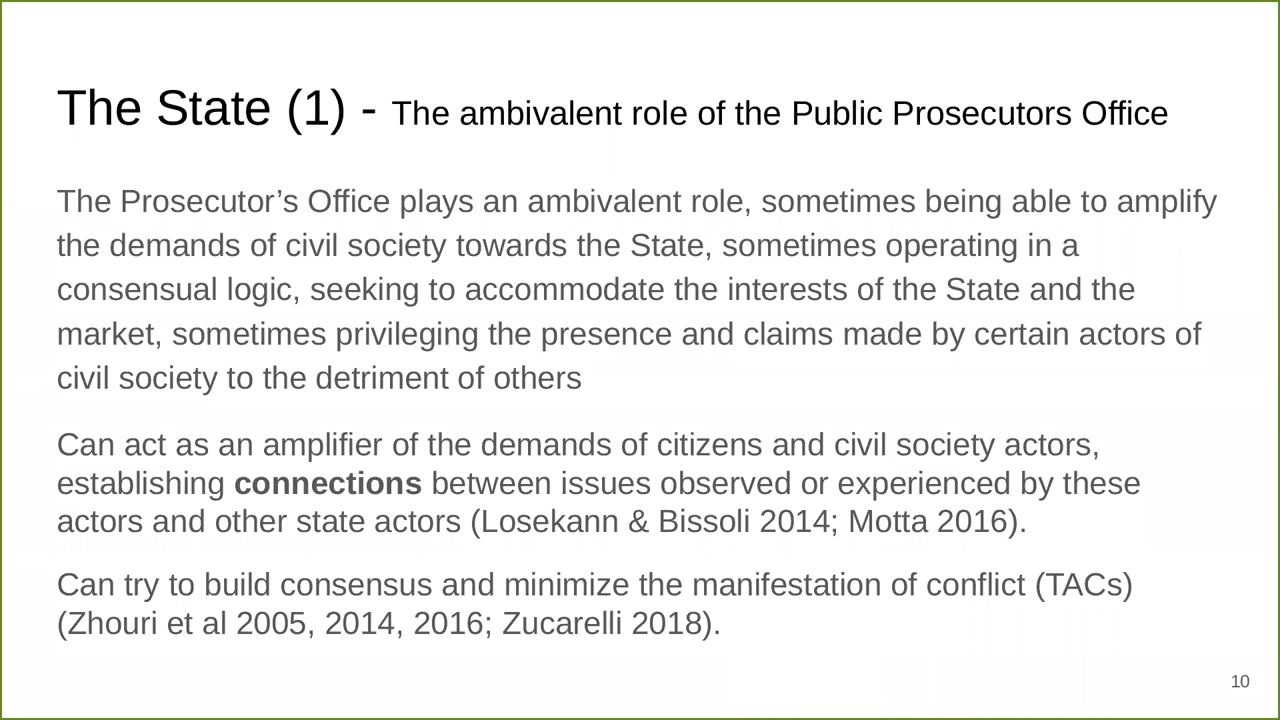 The State (1) - The ambivalent role of the Public Prosecutors Office
The Prosecutor’s Office plays an ambivalent role, sometimes being able to amplify
the demands of civil society towards the State, sometimes operating in a
consensual logic, seeking to accommodate the interests of the State and the
market, sometimes privileging the presence and claims made by certain actors of
civil society to the detriment of others
Can act as an amplifier of the demands of citizens and civil society actors,
establishing connections between issues observed or experienced by these
actors and other state actors (Losekann & Bissoli 2014; Motta 2016).
Can try to build consensus and minimize the manifestation of conflict (TACs)
(Zhouri et al 2005, 2014, 2016; Zucarelli 2018).
10